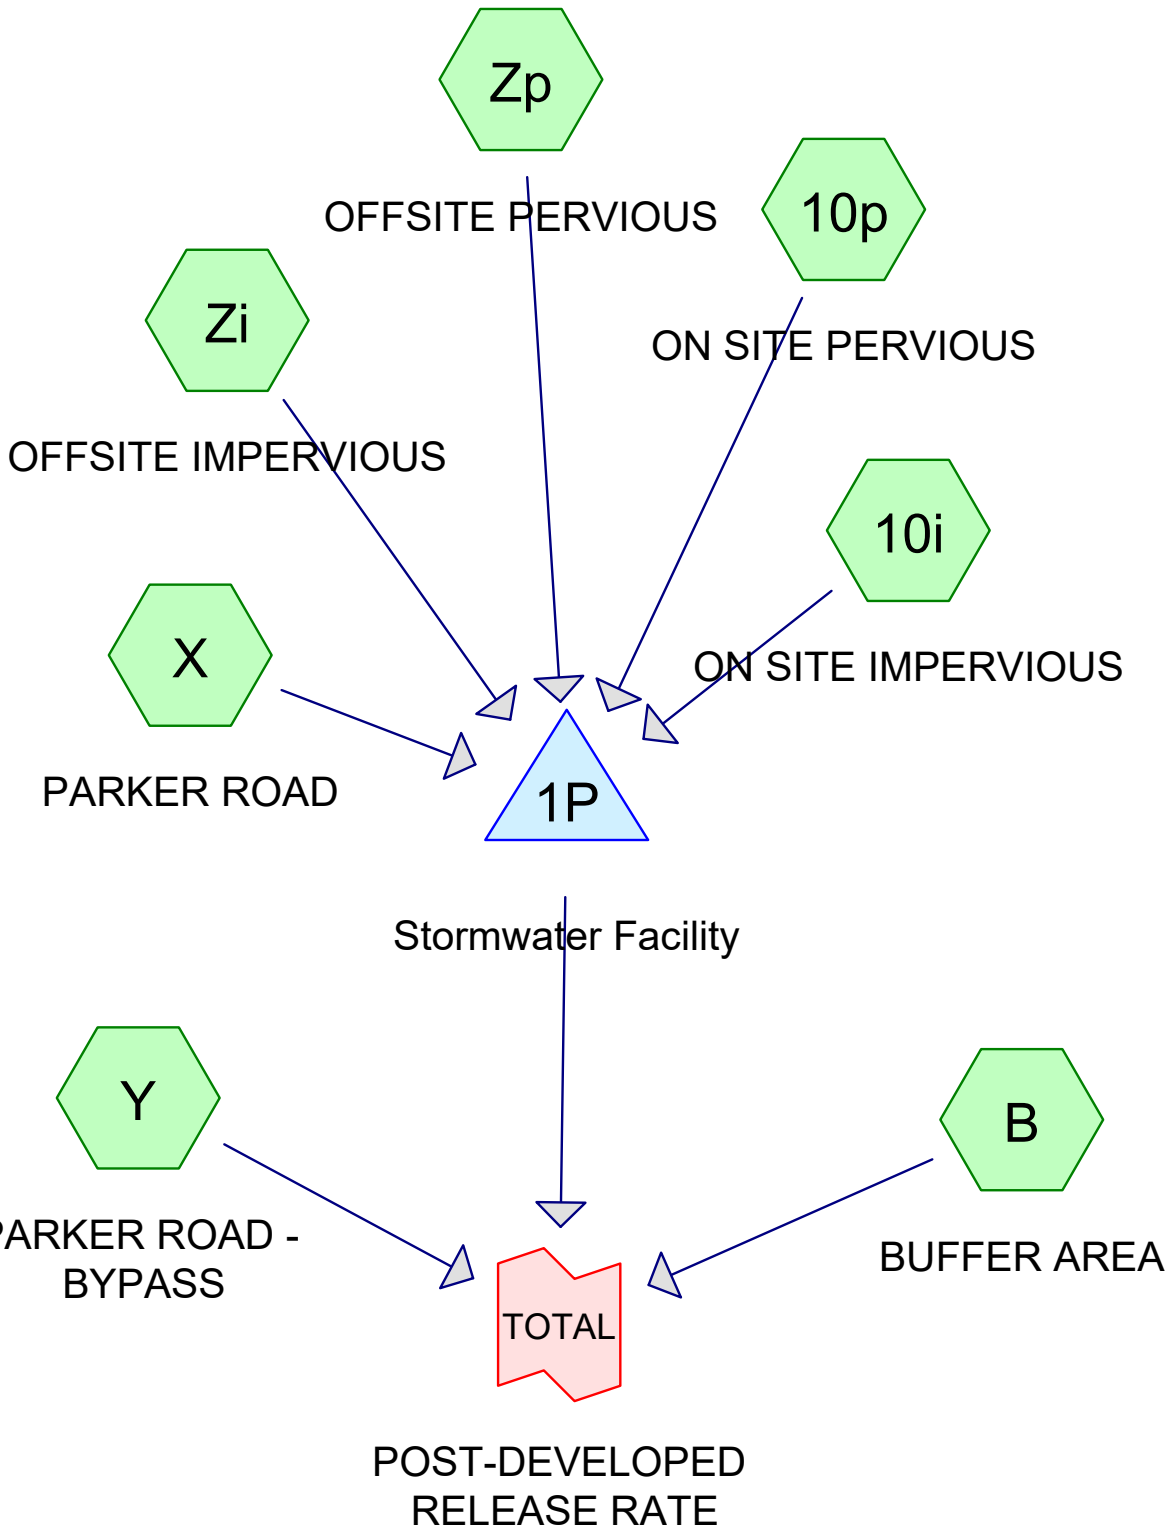 Zp
OFFSITE PERVIOUS
10p
ON SITE PERVIOUS
Zi
OFFSITE IMPERVIOUS
10i
ON SITE IMPERVIOUS
X
PARKER ROAD
1P
Stormwater Facility
Y
PARKER ROAD -
BYPASS
B
BUFFER AREA
TOTAL
POST-DEVELOPED
RELEASE RATE